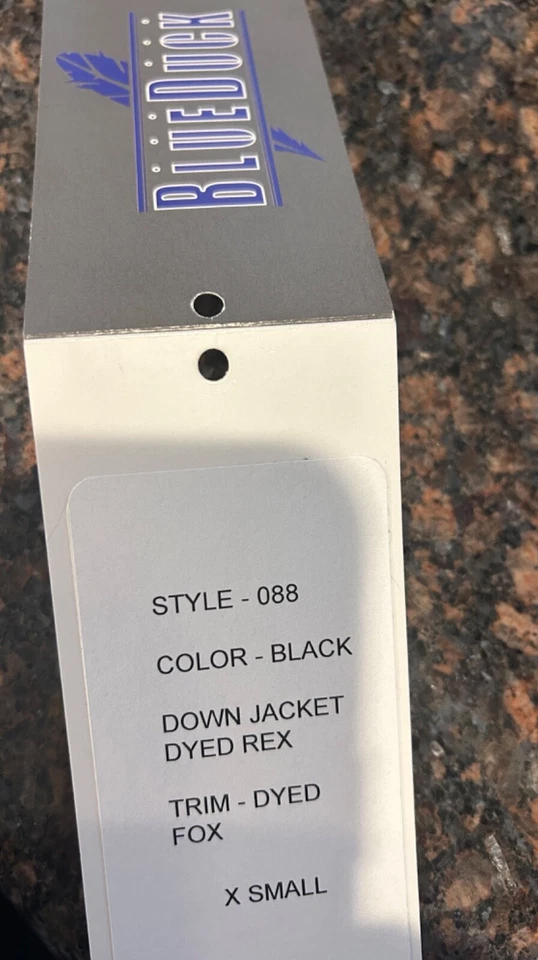 BLUEDUCK
STYLE - 088
COLOR - BLACK
DOWN JACKET
DYED REX
TRIM - DYED
FOX
X SMALL